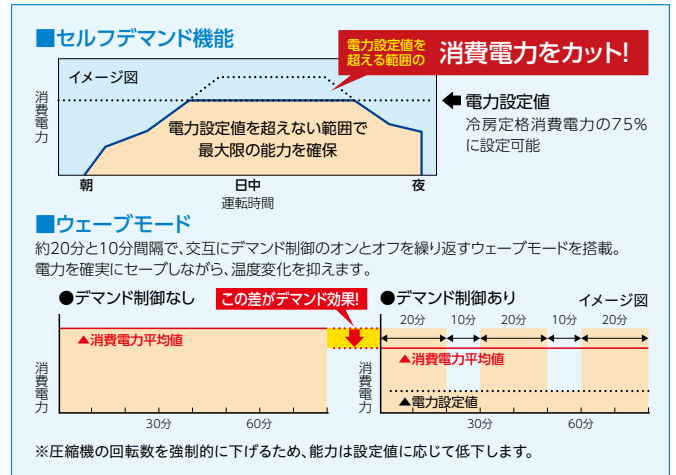 ■セルフデマンド機能
電力設定値を
超える範囲の
消費電力をカット!
イメージ図
消費電力
電力設定値を超えない範囲で
最大限の能力を確保
電力設定値
冷房定格消費電力の75%
に設定可能
朝 日中 夜
運転時間
■ウェーブモード
約20分と10分間隔で、交互にデマンド制御のオンとオフを繰り返すウェーブモードを搭載。
電力を確実にセーブしながら、温度変化を抑えます。
●デマンド制御なし
この差がデマンド効果!
●デマンド制御あり
イメージ図
▲消費電力平均値
消費電力
30分 60分
20分 10分 20分 10分 20分
▲消費電力平均値
▲電力設定値
消費電力
30分 60分
※圧縮機の回転数を強制的に下げるため、能力は設定値に応じて低下します。